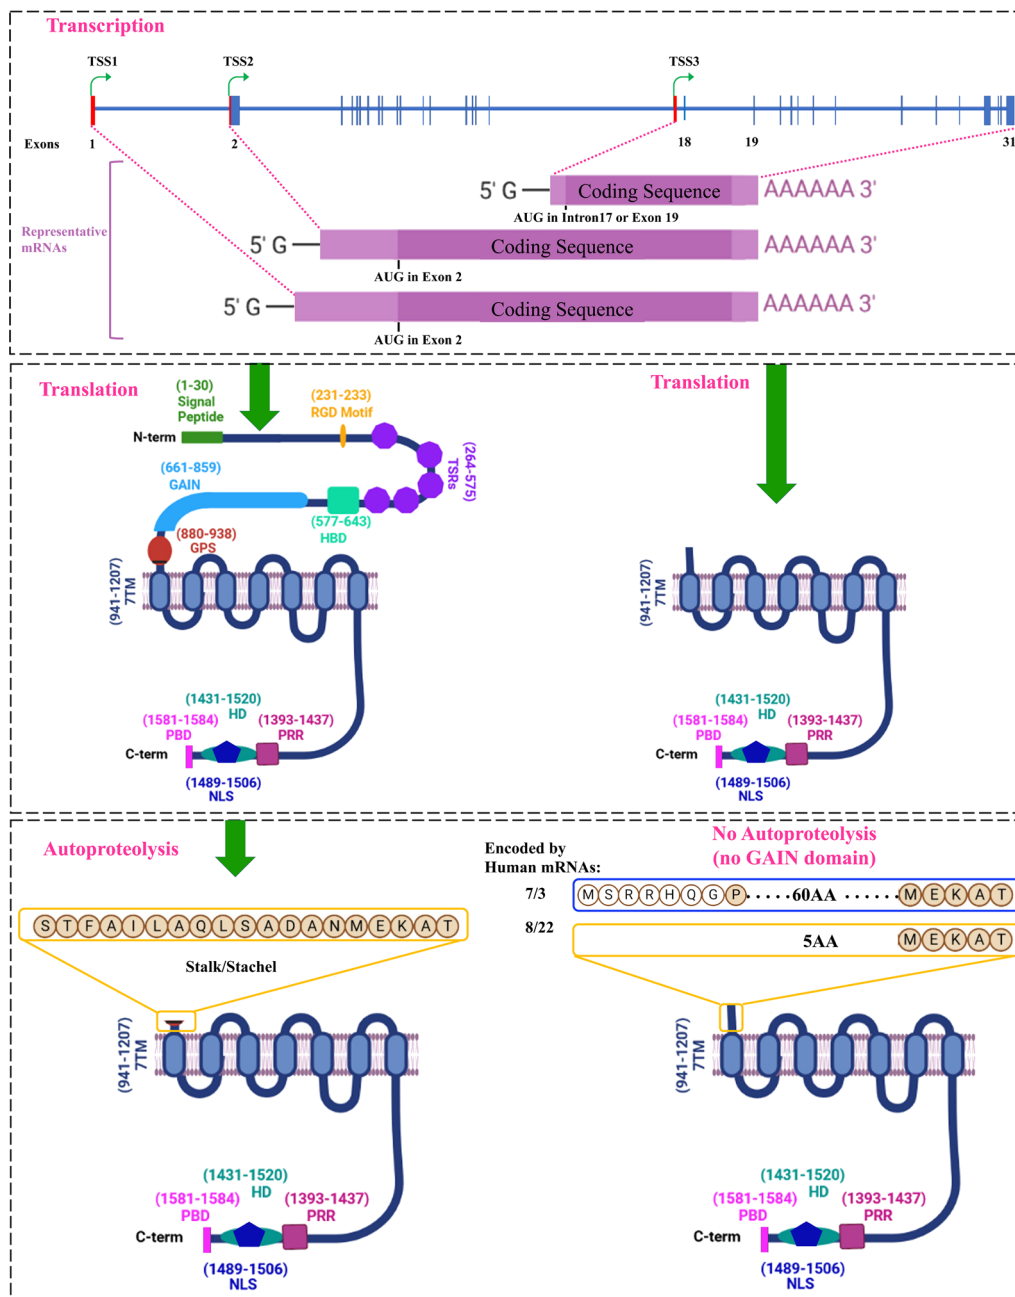 Transcription
TSS1
TSS2
TSS3
Exons
1
2
18
19
31
Representative
mRNAs
5' G
Coding Sequence
AAAAAA 3'
AUG in Intron17 or Exon 19
5' G
Coding Sequence
AAAAAA 3'
AUG in Exon 2
5' G
Coding Sequence
AAAAAA 3'
AUG in Exon 2
Translation
(1-30)
Signal
Peptide
(231-233)
RGD Motif
N-term
(264-575)
TSRs
(661-859)
GAIN
(577-643)
HBD
(880-938)
GPS
(941-1207)
7TM
(1431-1520)
HD
(1581-1584)
PBD
(1393-1437)
PRR
C-term
(1489-1506)
NLS
Translation
(941-1207)
7TM
(1431-1520)
HD
(1581-1584)
PBD
(1393-1437)
PRR
C-term
(1489-1506)
NLS
Autoproteolysis
STFAILAQLSADANMEKAT
Stalk/Stachel
(941-1207)
7TM
(1431-1520)
HD
(1581-1584)
PBD
(1393-1437)
PRR
C-term
(1489-1506)
NLS
No Autoproteolysis
(no GAIN domain)
Encoded by
Human mRNAs:
7/3
MSRRHQGP......60AA......MEKAT
8/22
5AA MEKAT
(941-1207)
7TM
(1431-1520)
HD
(1581-1584)
PBD
(1393-1437)
PRR
C-term
(1489-1506)
NLS